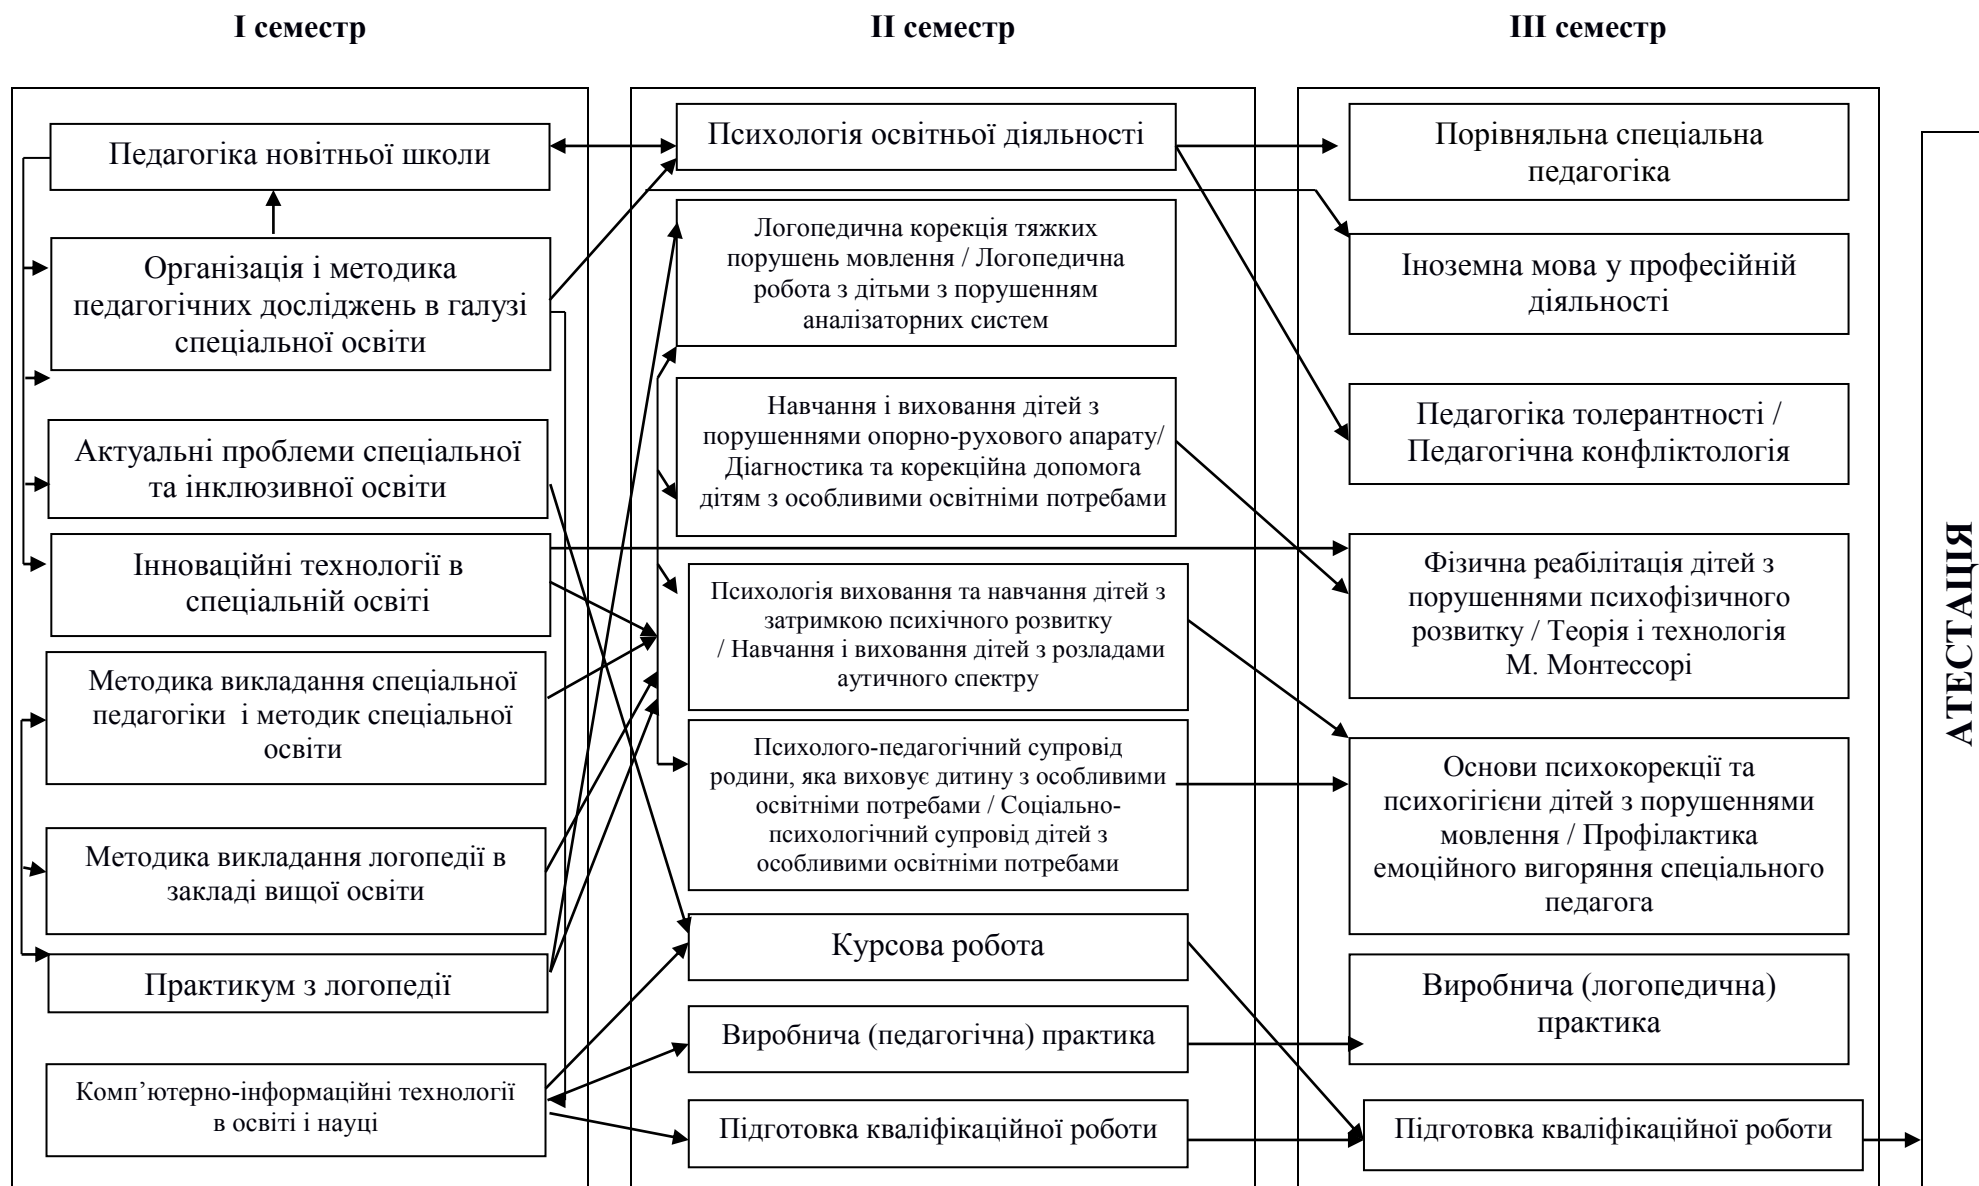 І семестр
ІІ семестр
ІІІ семестр
Педагогіка новітньої школи
Організація і методика
педагогічних досліджень в галузі
спеціальної освіти
Актуальні проблеми спеціальної
та інклюзивної освіти
Інноваційні технології в
спеціальній освіті
Методика викладання спеціальної
педагогіки і методик спеціальної
освіти
Методика викладання логопедії в
закладі вищої освіти
Практикум з логопедії
Комп’ютерно-інформаційні технології
в освіті і науці
Психологія освітньої діяльності
Логопедична корекція тяжких
порушень мовлення / Логопедична
робота з дітьми з порушенням
аналізаторних систем
Навчання і виховання дітей з
порушеннями опорно-рухового апарату/
Діагностика та корекційна допомога
дітям з особливими освітніми потребами
Психологія виховання та навчання дітей з
затримкою психічного розвитку
/ Навчання і виховання дітей з розладами
аутичного спектру
Психолого-педагогічний супровід
родини, яка виховує дитину з особливими
освітніми потребами / Соціально-
психологічний супровід дітей з
особливими освітніми потребами
Курсова робота
Виробнича (педагогічна) практика
Підготовка кваліфікаційної роботи
Порівняльна спеціальна
педагогіка
Іноземна мова у професійній
діяльності
Педагогіка толерантності /
Педагогічна конфліктологія
Фізична реабілітація дітей з
порушеннями психофізичного
розвитку / Теорія і технологія
М. Монтессорі
Основи психокорекції та
психогігієни дітей з порушеннями
мовлення / Профілактика
емоційного вигоряння спеціального
педагога
Виробнича (логопедична)
практика
Підготовка кваліфікаційної роботи
АТЕСТАЦІЯ